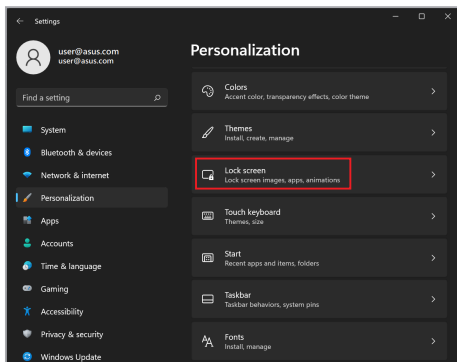 Settings
user@asus.com
user@asus.com
Find a setting
System
Bluetooth & devices
Network & internet
Personalization
Apps
Accounts
Time & language
Gaming
Accessibility
Privacy & security
Windows Update
Personalization
Colors
Accent color, transparency effects, color theme
Themes
Install, create, manage
Lock screen
Lock screen images, apps, animations
Touch keyboard
Themes, size
Start
Recent apps and items, folders
Taskbar
Taskbar behaviors, system pins
Fonts
Install, manage